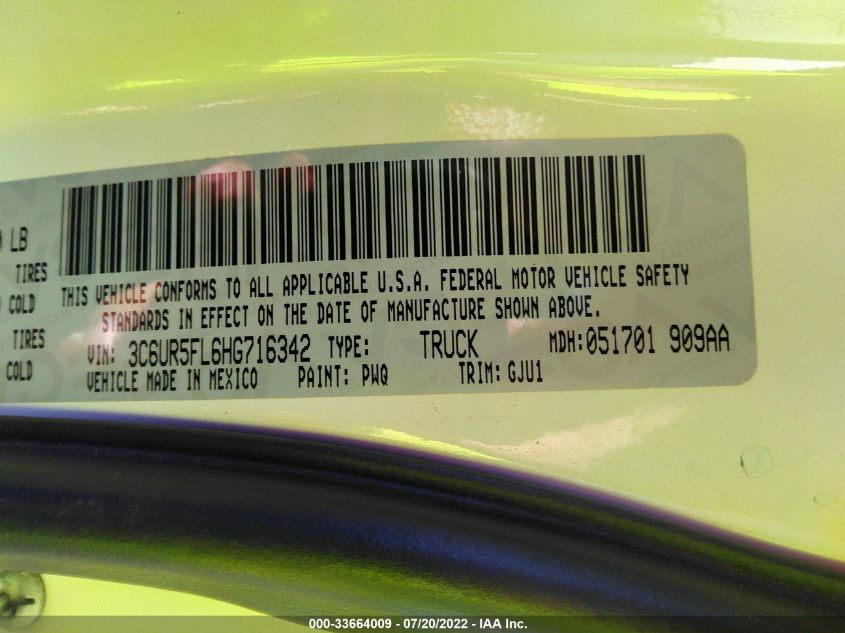 LB
TIRES
COLD
TIRES
COLD
THIS VEHICLE CONFORMS TO ALL APPLICABLE U.S.A. FEDERAL MOTOR VEHICLE SAFETY
STANDARDS IN EFFECT ON THE DATE OF MANUFACTURE SHOWN ABOVE.
VIN: 3C6UR5FL6HG716342 TYPE: TRUCK MDH: 051701 909AA
VEHICLE MADE IN MEXICO PAINT: PWQ TRIM: GJU1
000-33664009 - 07/20/2022 - IAA Inc.